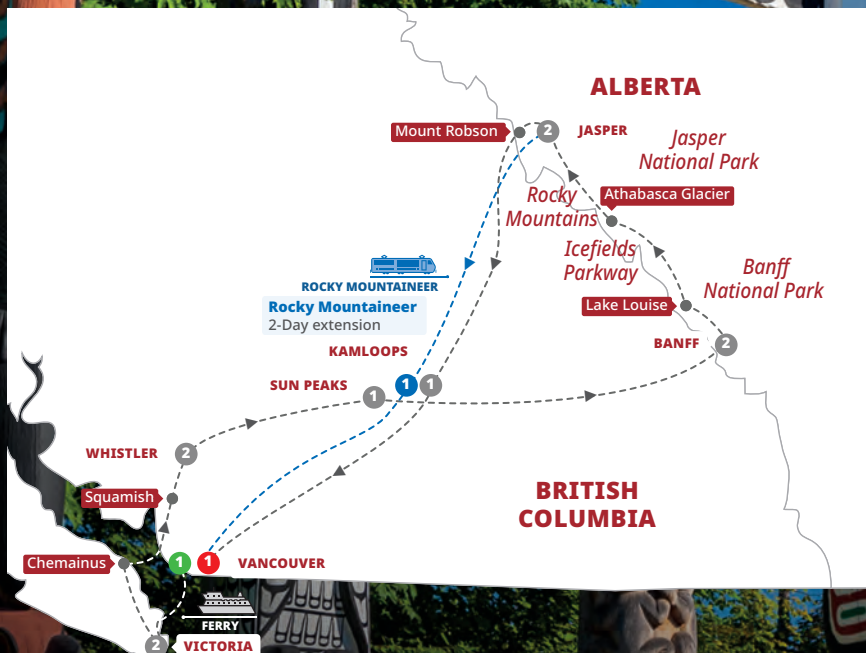 ALBERTA
Mount Robson
2
JASPER
Jasper
National Park
Rocky
Mountains
Athabasca Glacier
Icefields
Parkway
Banff
National Park
ROCKY MOUNTAINEER
Rocky Mountaineer
2-Day extension
Lake Louise
BANFF
2
KAMLOOPS
SUN PEAKS
1
1
1
WHISTLER
2
Squamish
BRITISH
COLUMBIA
Chemainus
1
1
VANCOUVER
FERRY
2
VICTORIA